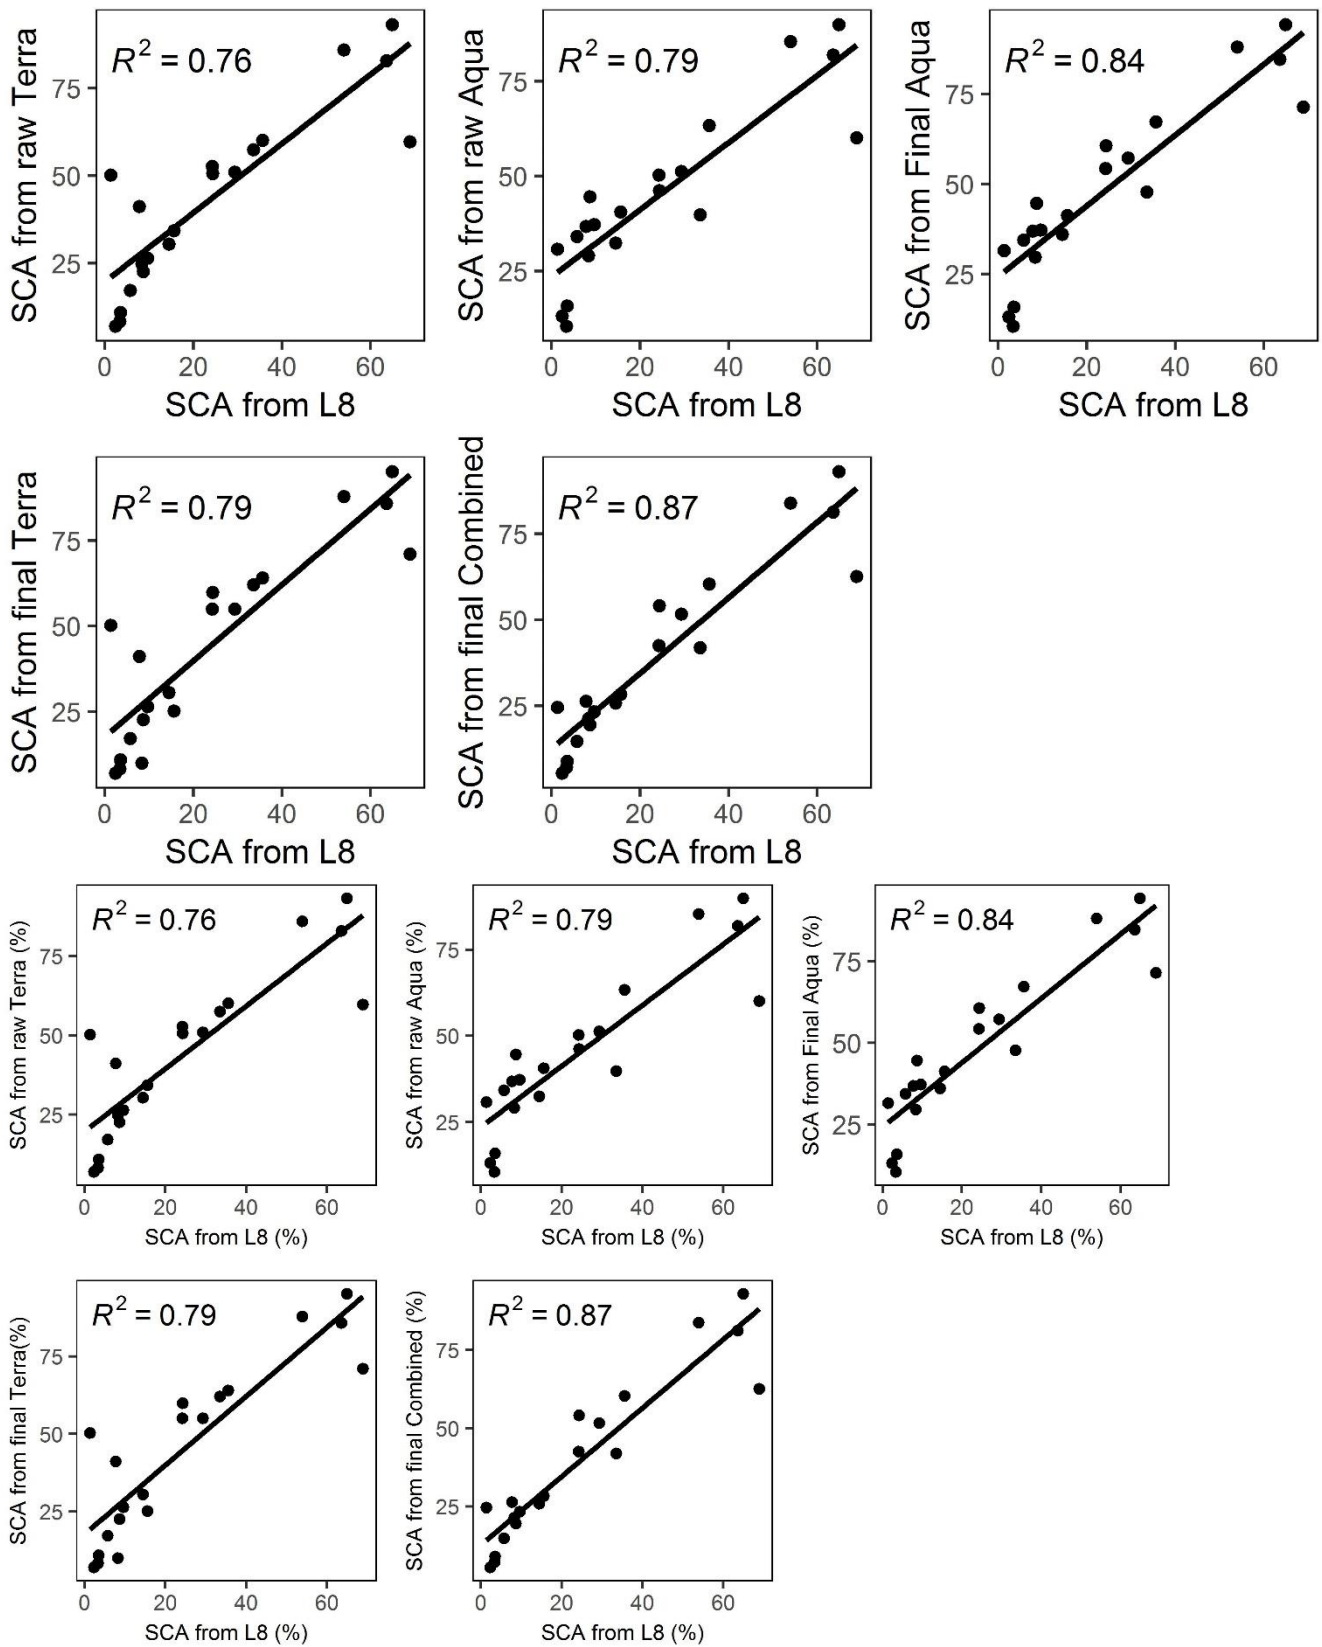 R² = 0.76
SCA from raw Terra
75
50
25
0 20 40 60
SCA from L8
R² = 0.79
SCA from raw Aqua
75
50
25
0 20 40 60
SCA from L8
R² = 0.84
SCA from Final Aqua
75
50
25
0 20 40 60
SCA from L8
R² = 0.79
SCA from final Terra
75
50
25
0 20 40 60
SCA from L8
R² = 0.87
SCA from final Combined
75
50
25
0 20 40 60
SCA from L8
R² = 0.76
SCA from raw Terra (%)
75
50
25
0 20 40 60
SCA from L8 (%)
R² = 0.79
SCA from raw Aqua (%)
75
50
25
0 20 40 60
SCA from L8 (%)
R² = 0.84
SCA from Final Aqua (%)
75
50
25
0 20 40 60
SCA from L8 (%)
R² = 0.79
SCA from final Terra(%)
75
50
25
0 20 40 60
SCA from L8 (%)
R² = 0.87
SCA from final Combined (%)
75
50
25
0 20 40 60
SCA from L8 (%)